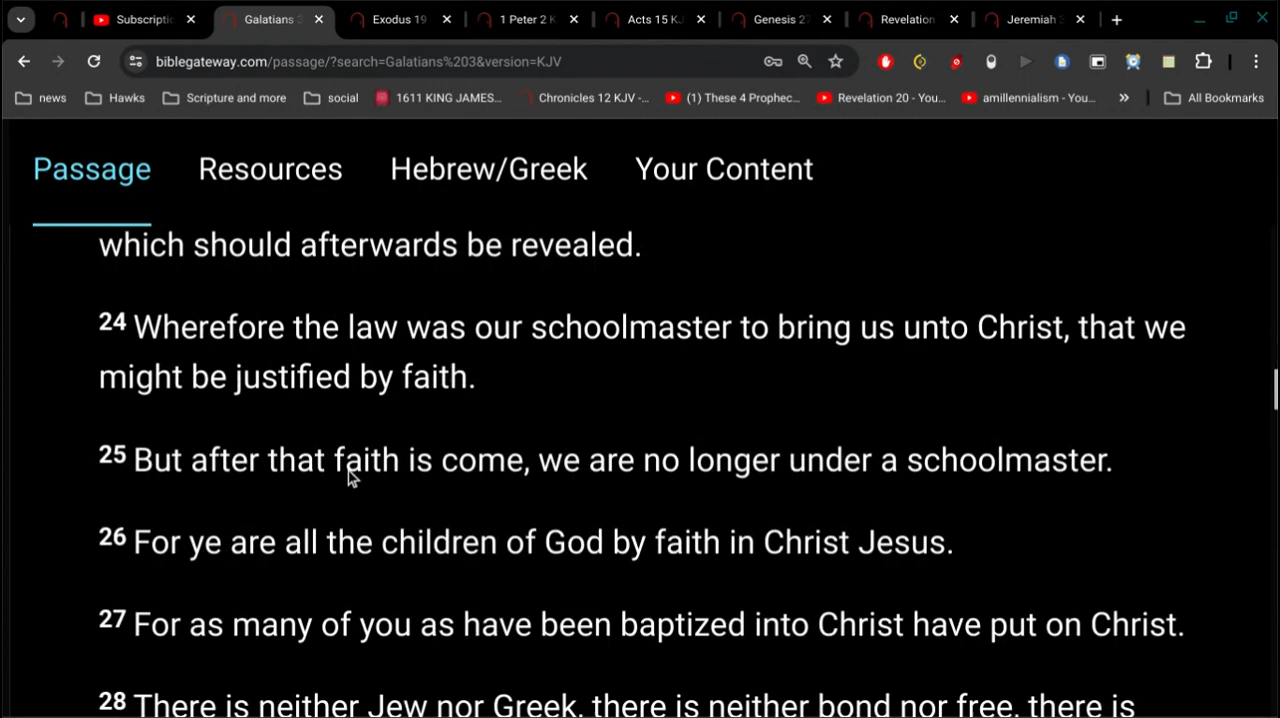 Subscriptio
Galatians 3
Exodus 19
1 Peter 2 K
Acts 15 KJ
Genesis 27
Revelation
Jeremiah 3
biblegateway.com/passage/?search=Galatians%203&version=KJV
news
Hawks
Scripture and more
social
1611 KING JAMES...
Chronicles 12 KJV -...
(1) These 4 Prophec...
Revelation 20 - You...
amillennialism - You...
All Bookmarks
Passage
Resources
Hebrew/Greek
Your Content
which should afterwards be revealed.
24 Wherefore the law was our schoolmaster to bring us unto Christ, that we
might be justified by faith.
25 But after that faith is come, we are no longer under a schoolmaster.
26 For ye are all the children of God by faith in Christ Jesus.
27 For as many of you as have been baptized into Christ have put on Christ.
28 There is neither Jew nor Greek, there is neither bond nor free, there is